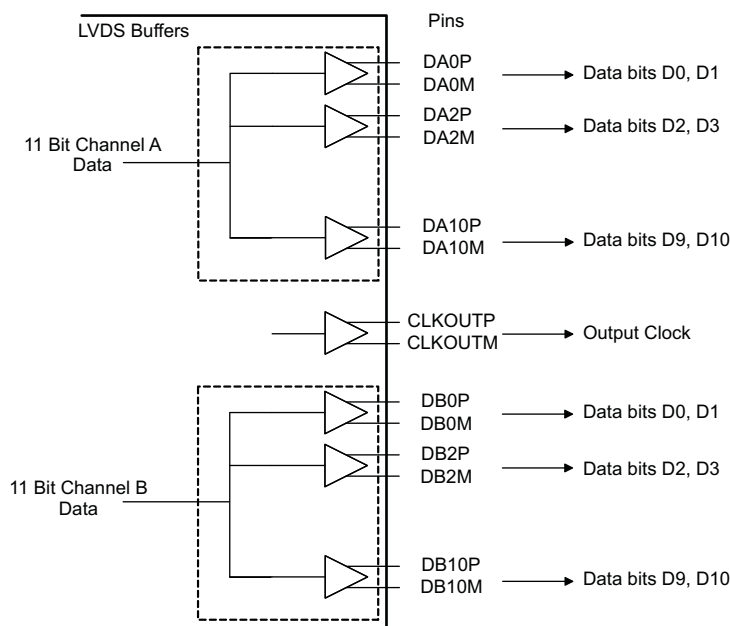 LVDS Buffers
Pins
11 Bit Channel A
Data
DA0P
DA0M
Data bits D0, D1
DA2P
DA2M
Data bits D2, D3
DA10P
DA10M
Data bits D9, D10
CLKOUTP
CLKOUTM
Output Clock
11 Bit Channel B
Data
DB0P
DB0M
Data bits D0, D1
DB2P
DB2M
Data bits D2, D3
DB10P
DB10M
Data bits D9, D10